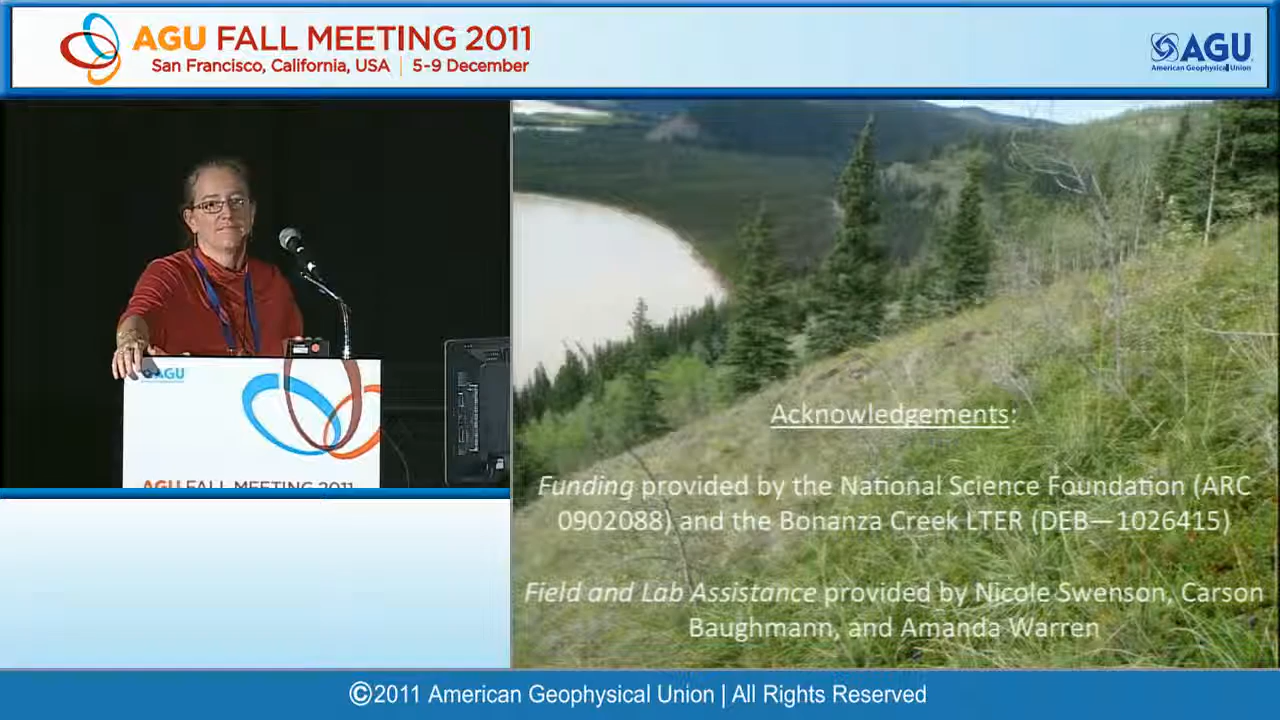 AGU FALL MEETING 2011
San Francisco, California, USA | 5-9 December
AGU
American Geophysical Union
AGU
AGU FALL MEETING 2011
Acknowledgements:
Funding provided by the National Science Foundation (ARC
0902088) and the Bonanza Creek LTER (DEB—1026415)
Field and Lab Assistance provided by Nicole Swenson, Carson
Baughmann, and Amanda Warren
©2011 American Geophysical Union | All Rights Reserved